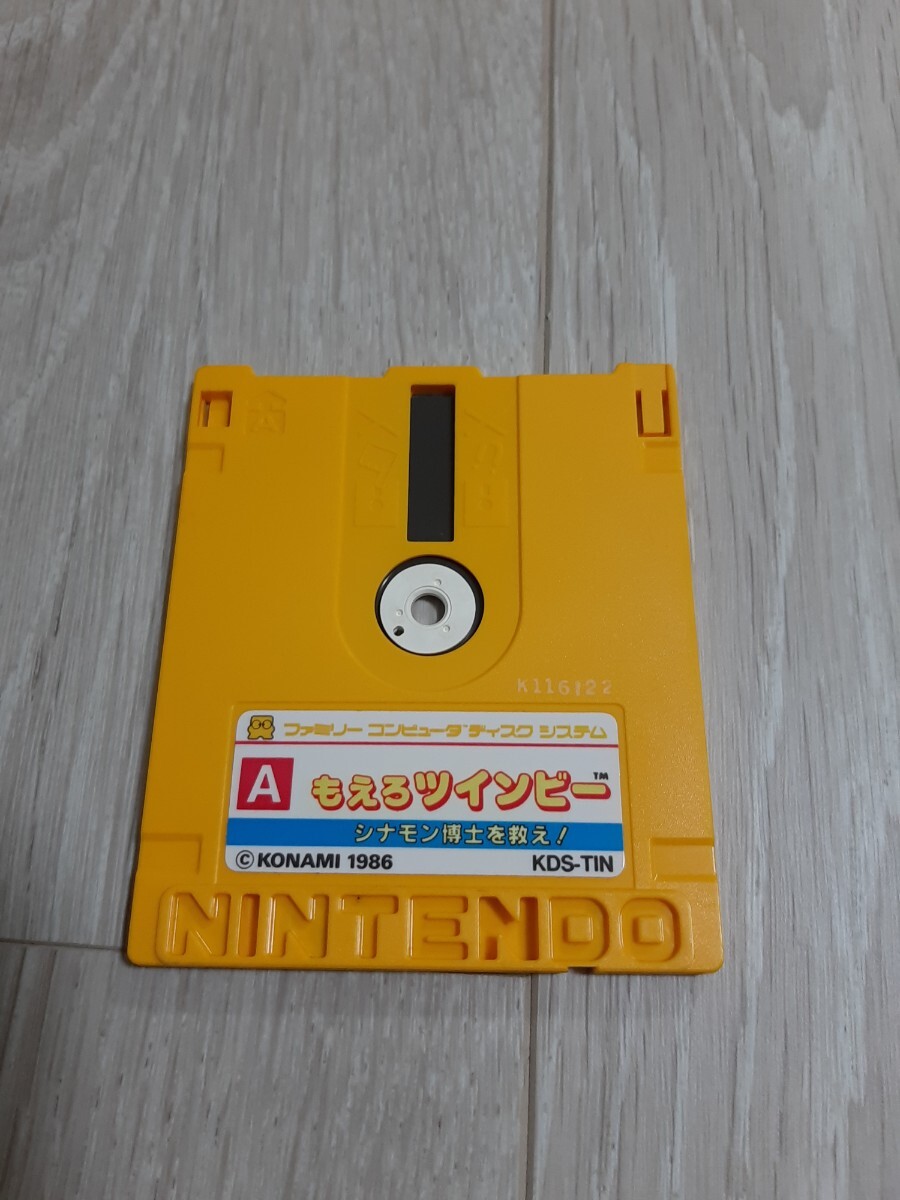 K116122
ファミリー コンピュータ ディスク システム
A もえろツインビー™
シナモン博士を救え!
© KONAMI 1986 KDS-TIN
NINTENDO